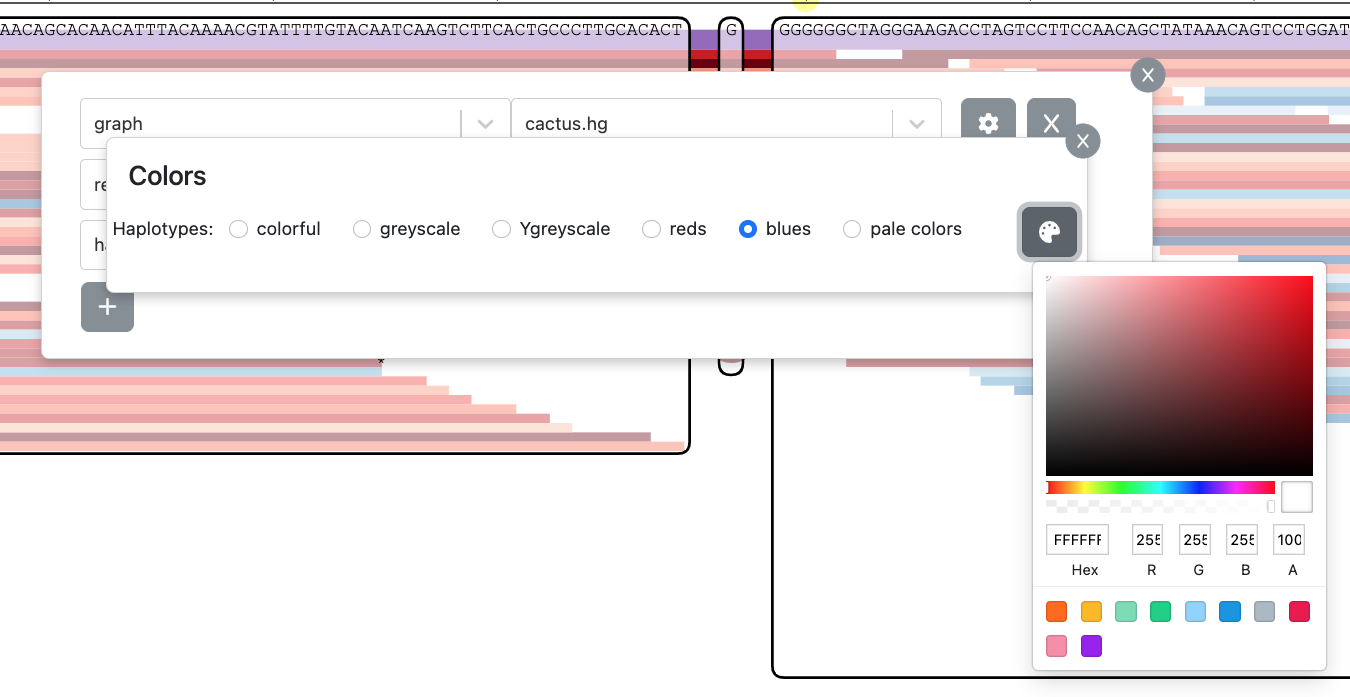 AACAGCACAACATTTACAAAACGTATTTTGTACAATCAAGTCTTCACTGCCCTTGCACACT G GGGGGGCTAGGGAAGACCTAGTCCTTCCAACAGCTATAAACAGTCCTGGAT
X
graph cactus.hg X
X
Colors
re
Haplotypes: colorful greyscale Ygreyscale reds blues pale colors
ha
+
*
FFFFFF 255 255 255 100
Hex R G B A